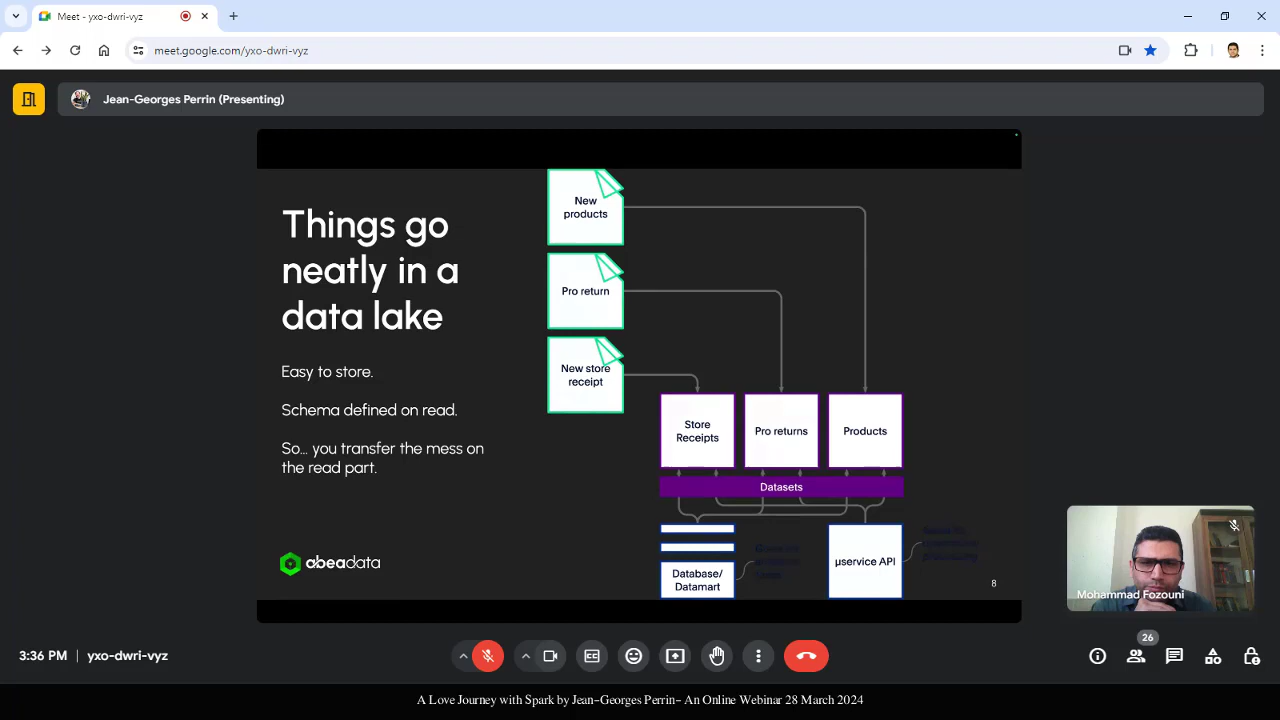 Meet - yxo-dwri-vyz
meet.google.com/yxo-dwri-vyz
Jean-Georges Perrin (Presenting)
Things go
neatly in a
data lake
Easy to store.
Schema defined on read.
So... you transfer the mess on
the read part.
abeadata
New
products
Pro return
New store
receipt
Store
Receipts
Pro returns
Products
Datasets
Database/
Datamart
µservice API
8
Mohammad Fozouni
3:36 PM | yxo-dwri-vyz
26
A Love Journey with Spark by Jean-Georges Perrin- An Online Webinar 28 March 2024